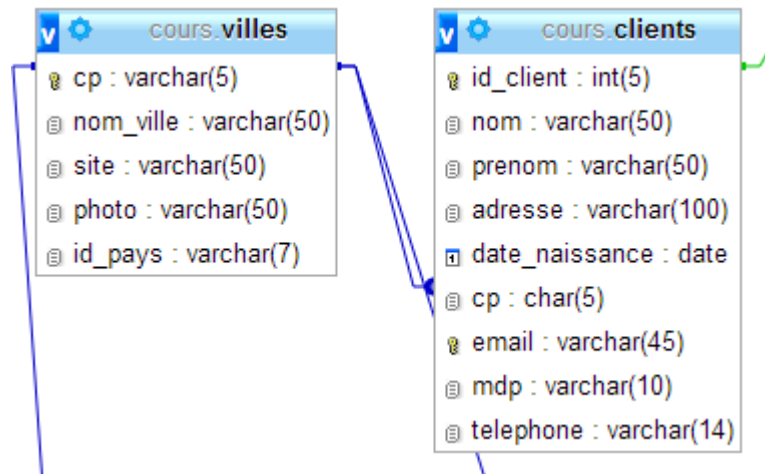 v cours.villes
cp : varchar(5)
nom_ville : varchar(50)
site : varchar(50)
photo : varchar(50)
id_pays : varchar(7)
v cours.clients
id_client : int(5)
nom : varchar(50)
prenom : varchar(50)
adresse : varchar(100)
date_naissance : date
cp : char(5)
email : varchar(45)
mdp : varchar(10)
telephone : varchar(14)